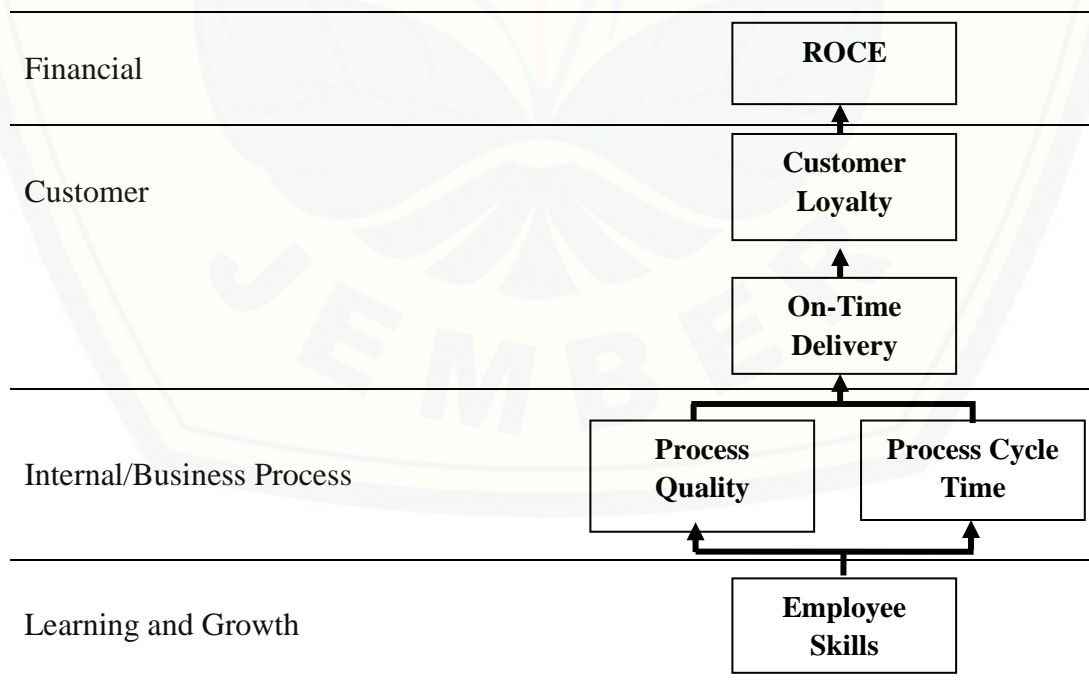 Financial
ROCE
Customer
Customer
Loyalty
On-Time
Delivery
Internal/Business Process
Process
Quality
Process Cycle
Time
Learning and Growth
Employee
Skills
JEMBER